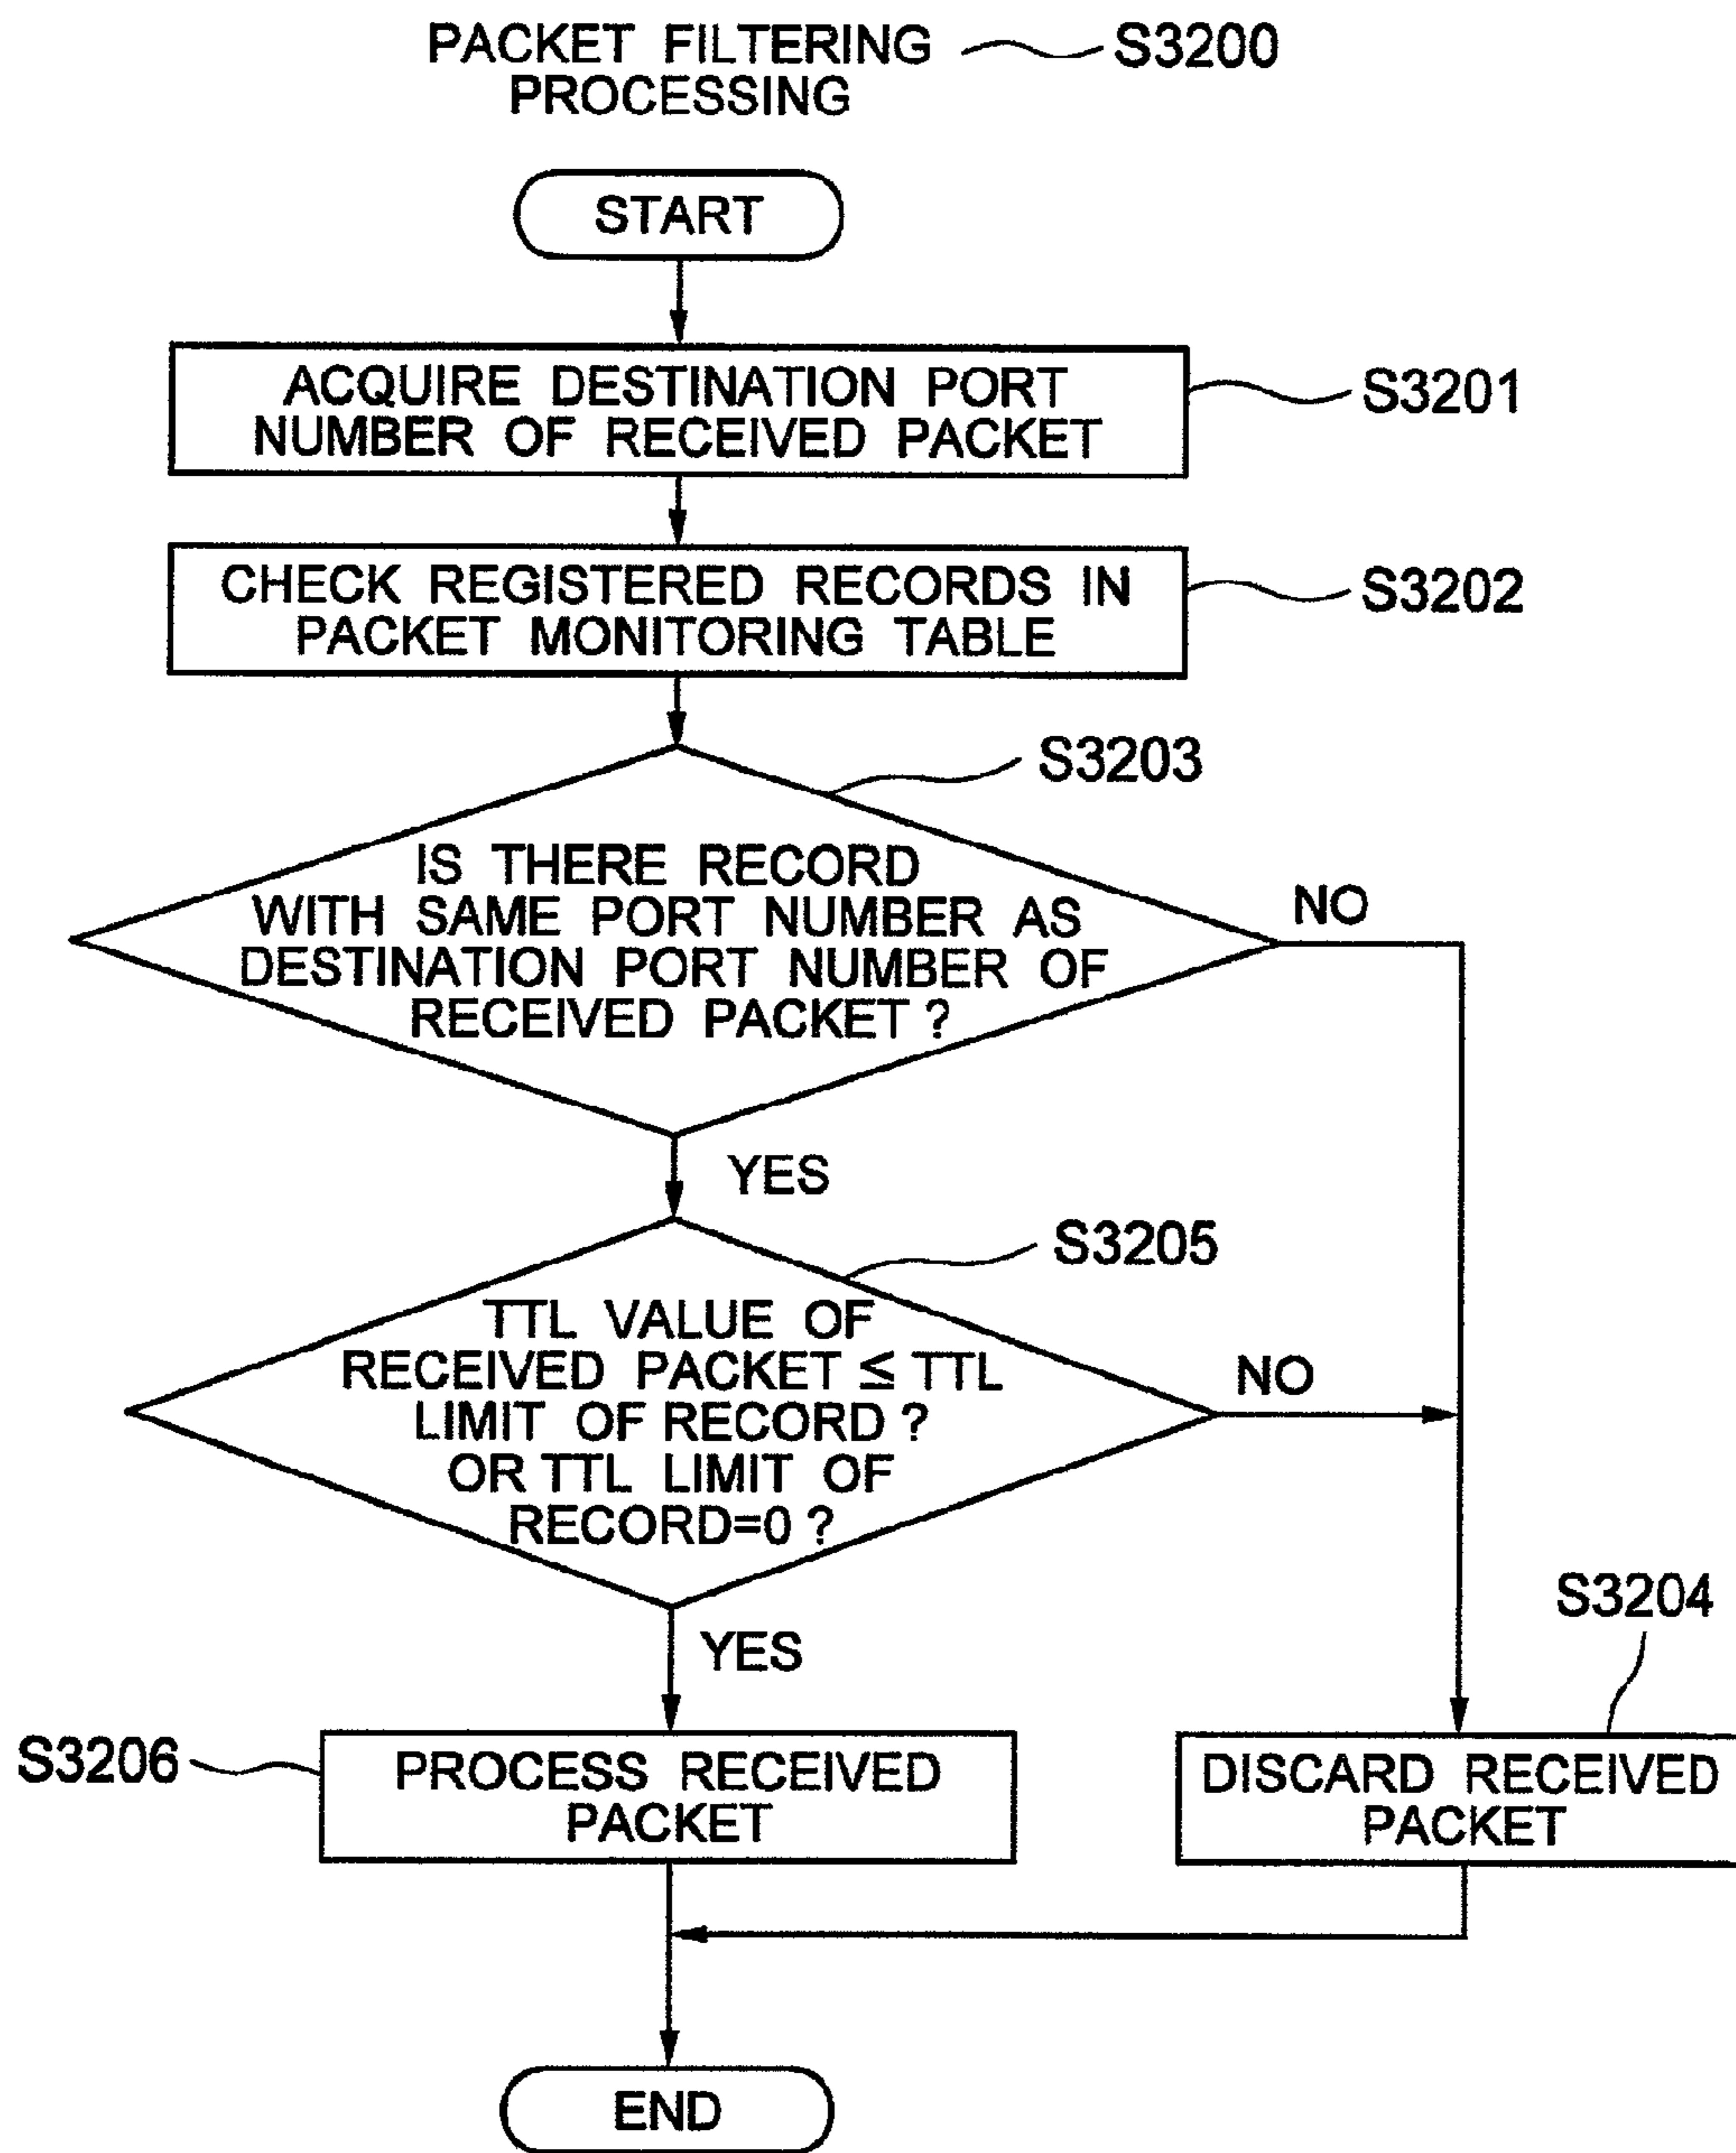 PACKET FILTERING
PROCESSING
S3200
START
ACQUIRE DESTINATION PORT
NUMBER OF RECEIVED PACKET
S3201
CHECK REGISTERED RECORDS IN
PACKET MONITORING TABLE
S3202
S3203
IS THERE RECORD
WITH SAME PORT NUMBER AS
DESTINATION PORT NUMBER OF
RECEIVED PACKET ?
NO
YES
S3205
TTL VALUE OF
RECEIVED PACKET ≦ TTL
LIMIT OF RECORD ?
OR TTL LIMIT OF
RECORD=0 ?
NO
YES
S3204
S3206
PROCESS RECEIVED
PACKET
DISCARD RECEIVED
PACKET
END